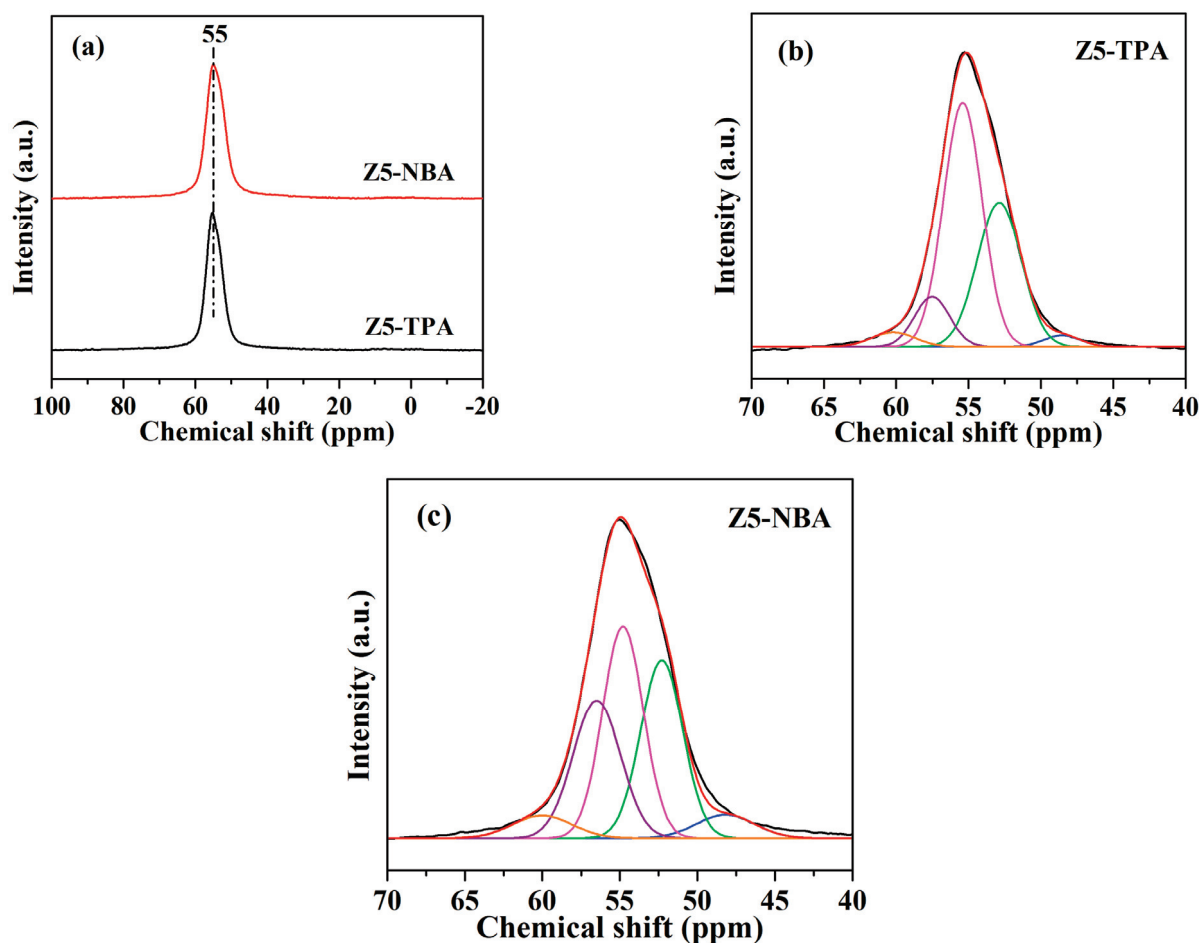 (a)
55
Z5-NBA
Z5-TPA
Intensity (a.u.)
100 80 60 40 20 0 -20
Chemical shift (ppm)
(b)
Z5-TPA
Intensity (a.u.)
70 65 60 55 50 45 40
Chemical shift (ppm)
(c)
Z5-NBA
Intensity (a.u.)
70 65 60 55 50 45 40
Chemical shift (ppm)